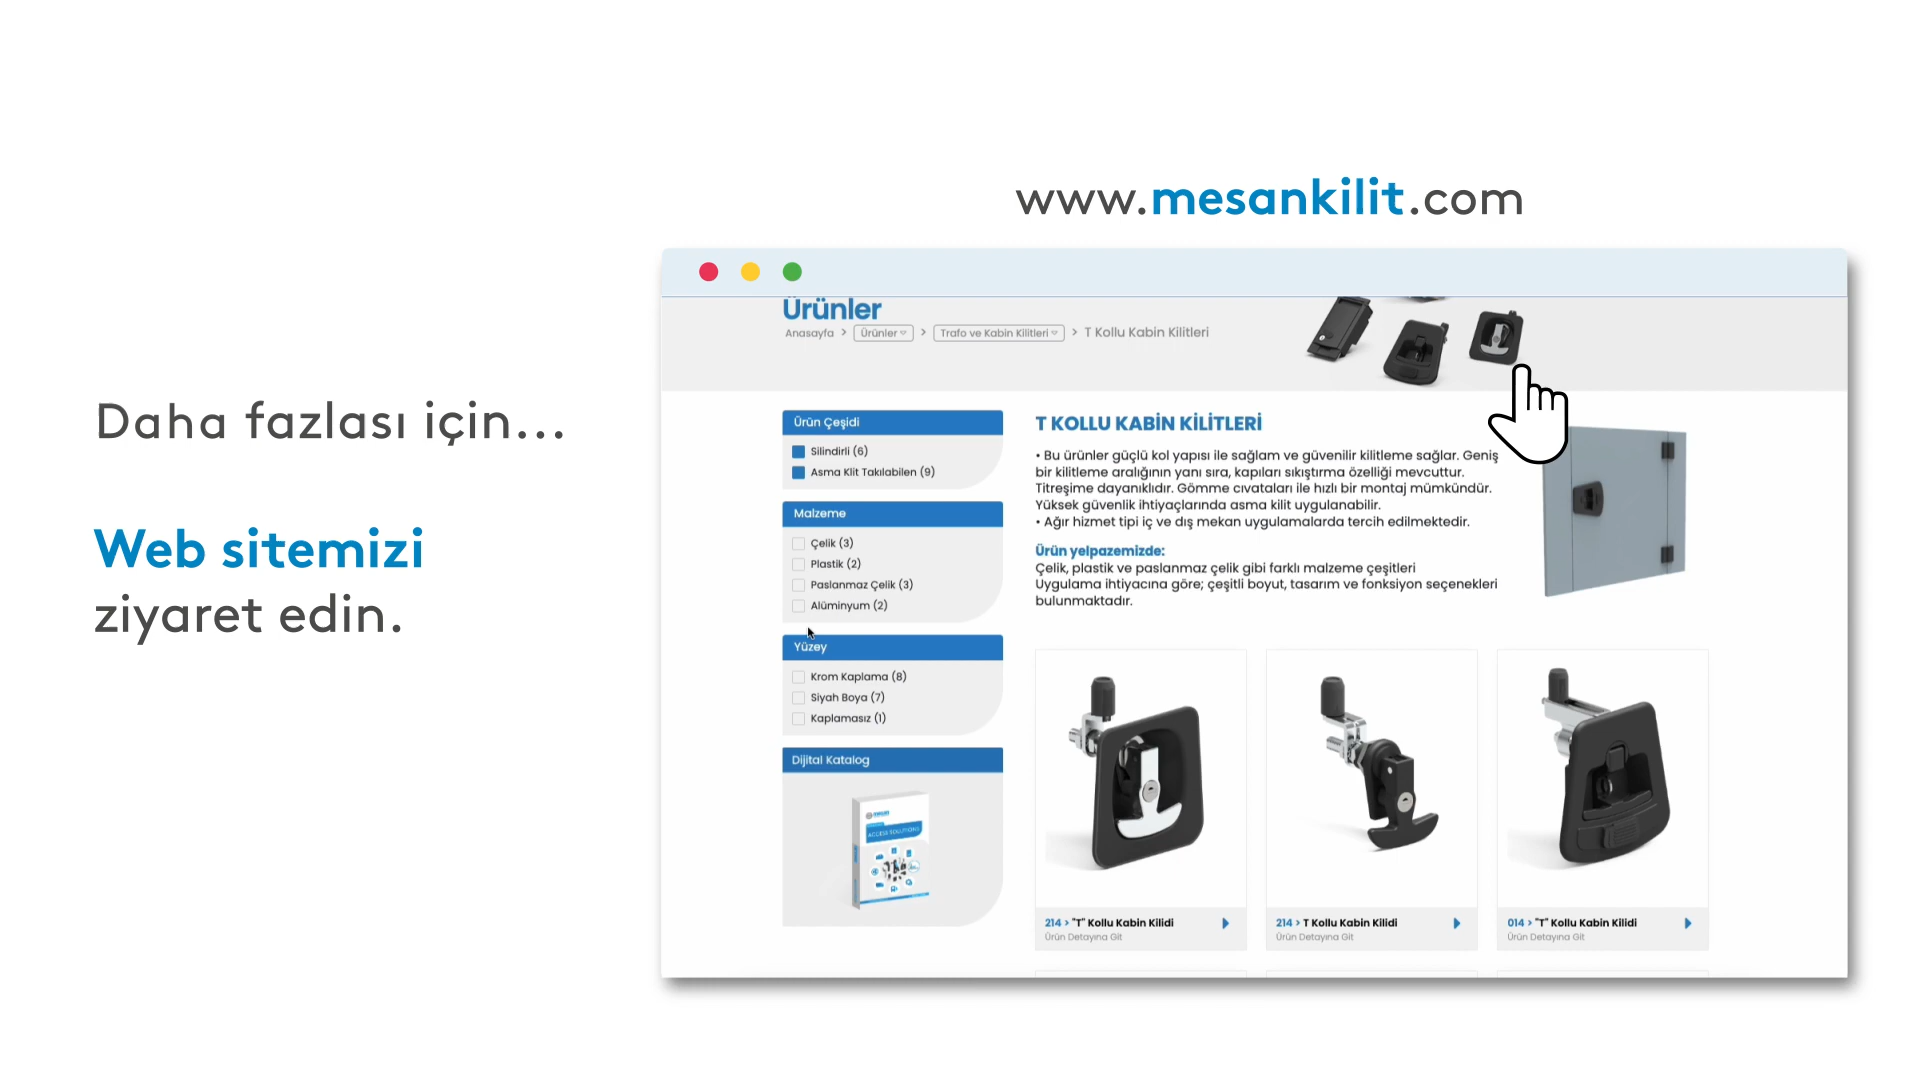 www.mesankilit.com
Daha fazlası için...
Web sitemizi
ziyaret edin.
Ürünler
Anasayfa > Ürünler > Trafo ve Kabin Kilitleri > T Kollu Kabin Kilitleri
Ürün Çeşidi
Silindirli (6)
Asma Klit Takılabilen (9)
Malzeme
Çelik (3)
Plastik (2)
Paslanmaz Çelik (3)
Alüminyum (2)
Yüzey
Krom Kaplama (8)
Siyah Boya (7)
Kaplamasız (1)
Dijital Katalog
mesan
ACCESS SOLUTIONS
T KOLLU KABİN KİLİTLERİ
• Bu ürünler güçlü kol yapısı ile sağlam ve güvenilir kilitleme sağlar. Geniş
bir kilitleme aralığının yanı sıra, kapıları sıkıştırma özelliği mevcuttur.
Titreşime dayanıklıdır. Gömme cıvataları ile hızlı bir montaj mümkündür.
Yüksek güvenlik ihtiyaçlarında asma kilit uygulanabilir.
• Ağır hizmet tipi iç ve dış mekan uygulamalarda tercih edilmektedir.
Ürün yelpazemizde:
Çelik, plastik ve paslanmaz çelik gibi farklı malzeme çeşitleri
Uygulama ihtiyacına göre; çeşitli boyut, tasarım ve fonksiyon seçenekleri
bulunmaktadır.
214 > "T" Kollu Kabin Kilidi
Ürün Detayına Git
214 > T Kollu Kabin Kilidi
Ürün Detayına Git
014 > "T" Kollu Kabin Kilidi
Ürün Detayına Git